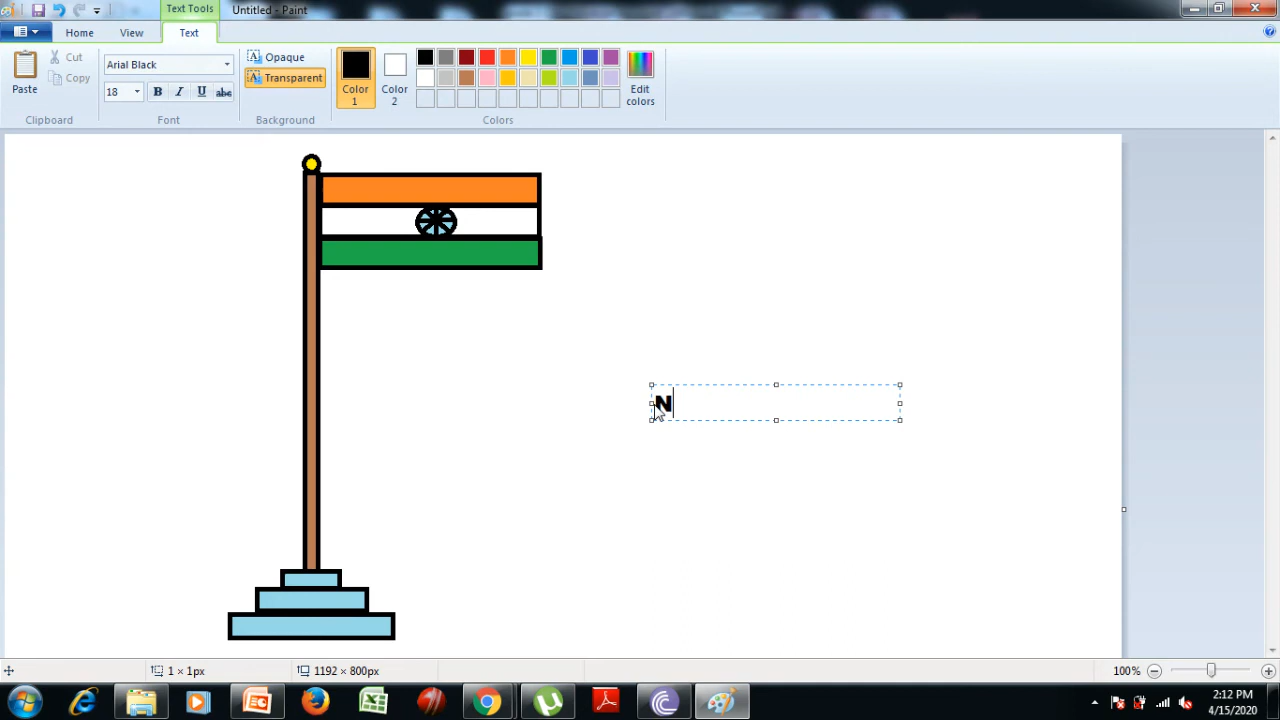 Text Tools
Untitled - Paint
Home
View
Text
Paste
Cut
Copy
Clipboard
Arial Black
18
B
I
U
abc
Font
Opaque
Transparent
Background
Color 1
Color 2
Edit colors
Colors
N
1 × 1px
1192 × 800px
100%
2:12 PM
4/15/2020